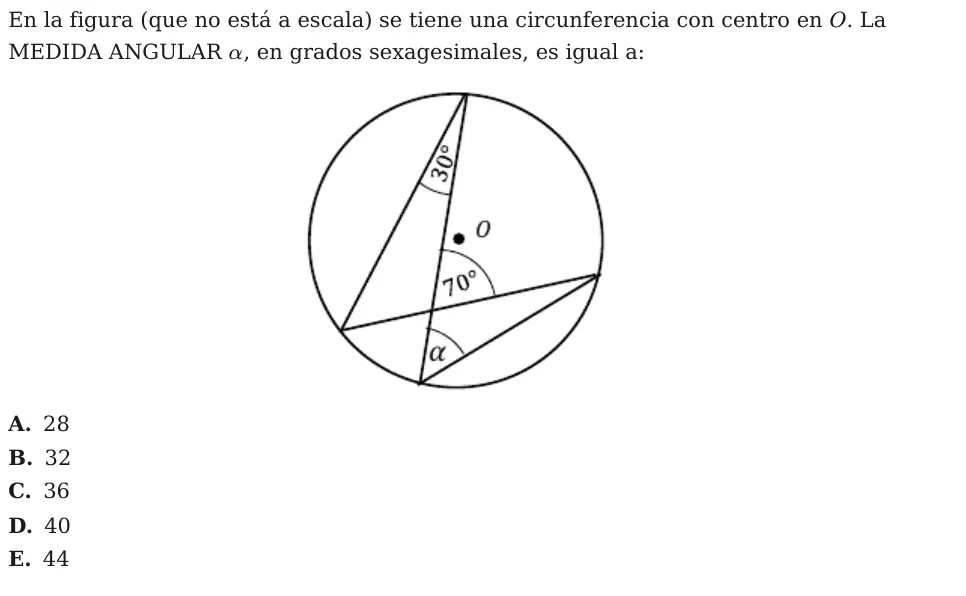 En la figura (que no está a escala) se tiene una circunferencia con centro en O. La
MEDIDA ANGULAR α, en grados sexagesimales, es igual a:
30°
O
70°
α
A. 28
B. 32
C. 36
D. 40
E. 44